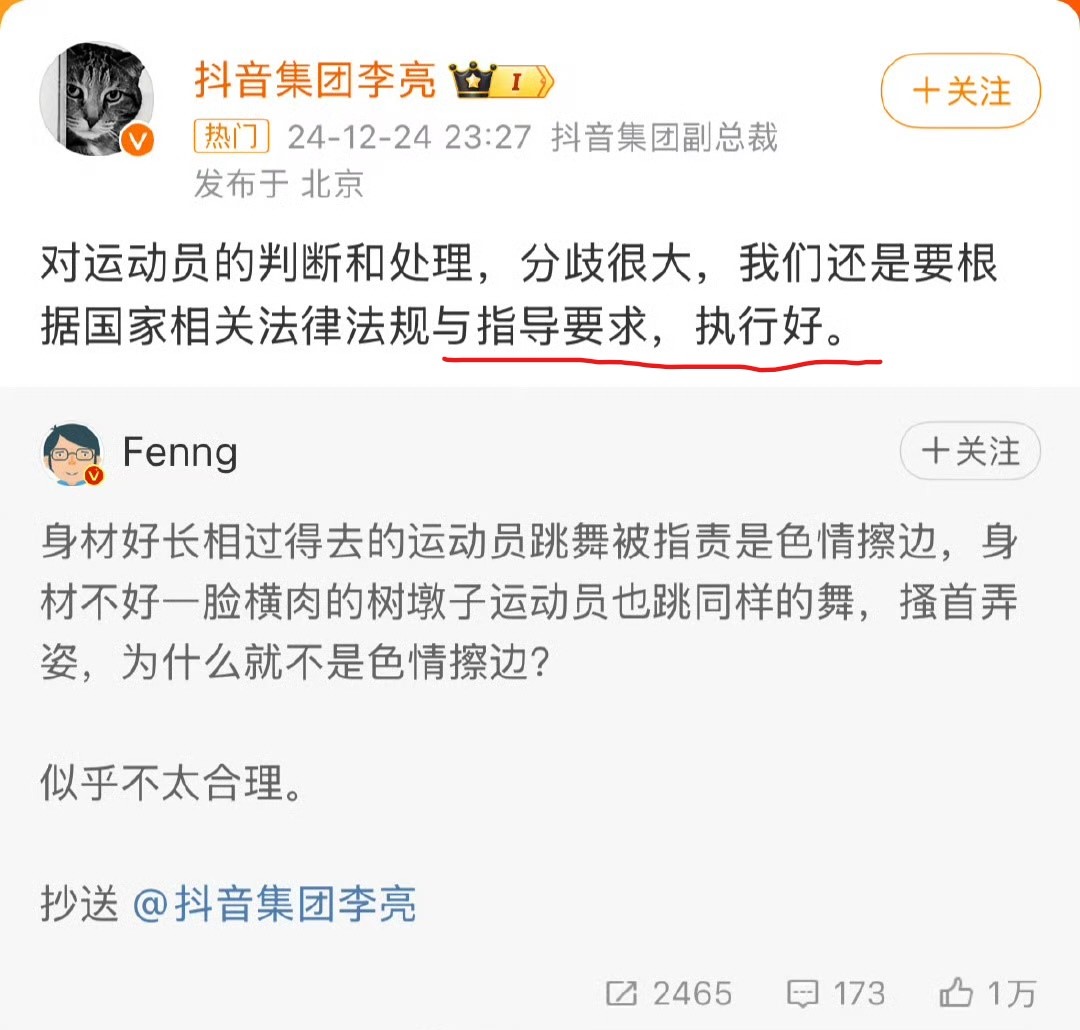 抖音集团李亮 I
+关注
热门 24-12-24 23:27 抖音集团副总裁
发布于 北京
对运动员的判断和处理，分歧很大，我们还是要根
据国家相关法律法规与指导要求，执行好。
Fenng
+关注
身材好长相过得去的运动员跳舞被指责是色情擦边，身
材不好一脸横肉的树墩子运动员也跳同样的舞，搔首弄
姿，为什么就不是色情擦边？
似乎不太合理。
抄送 @抖音集团李亮
2465 173 1万